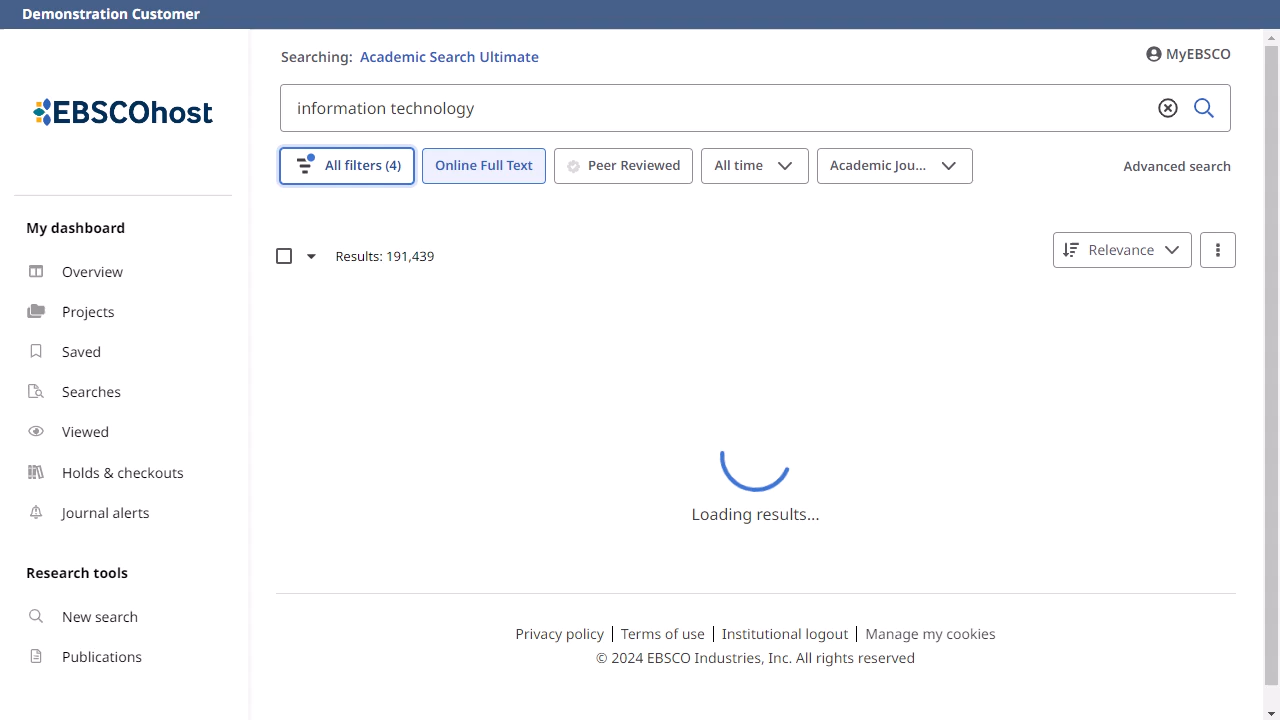 Demonstration Customer
Searching: Academic Search Ultimate
MyEBSCO
EBSCOhost
information technology
All filters (4)
Online Full Text
Peer Reviewed
All time
Academic Jou...
Advanced search
My dashboard
Overview
Projects
Saved
Searches
Viewed
Holds & checkouts
Journal alerts
Research tools
New search
Publications
Results: 191,439
Relevance
Loading results...
Privacy policy | Terms of use | Institutional logout | Manage my cookies
© 2024 EBSCO Industries, Inc. All rights reserved